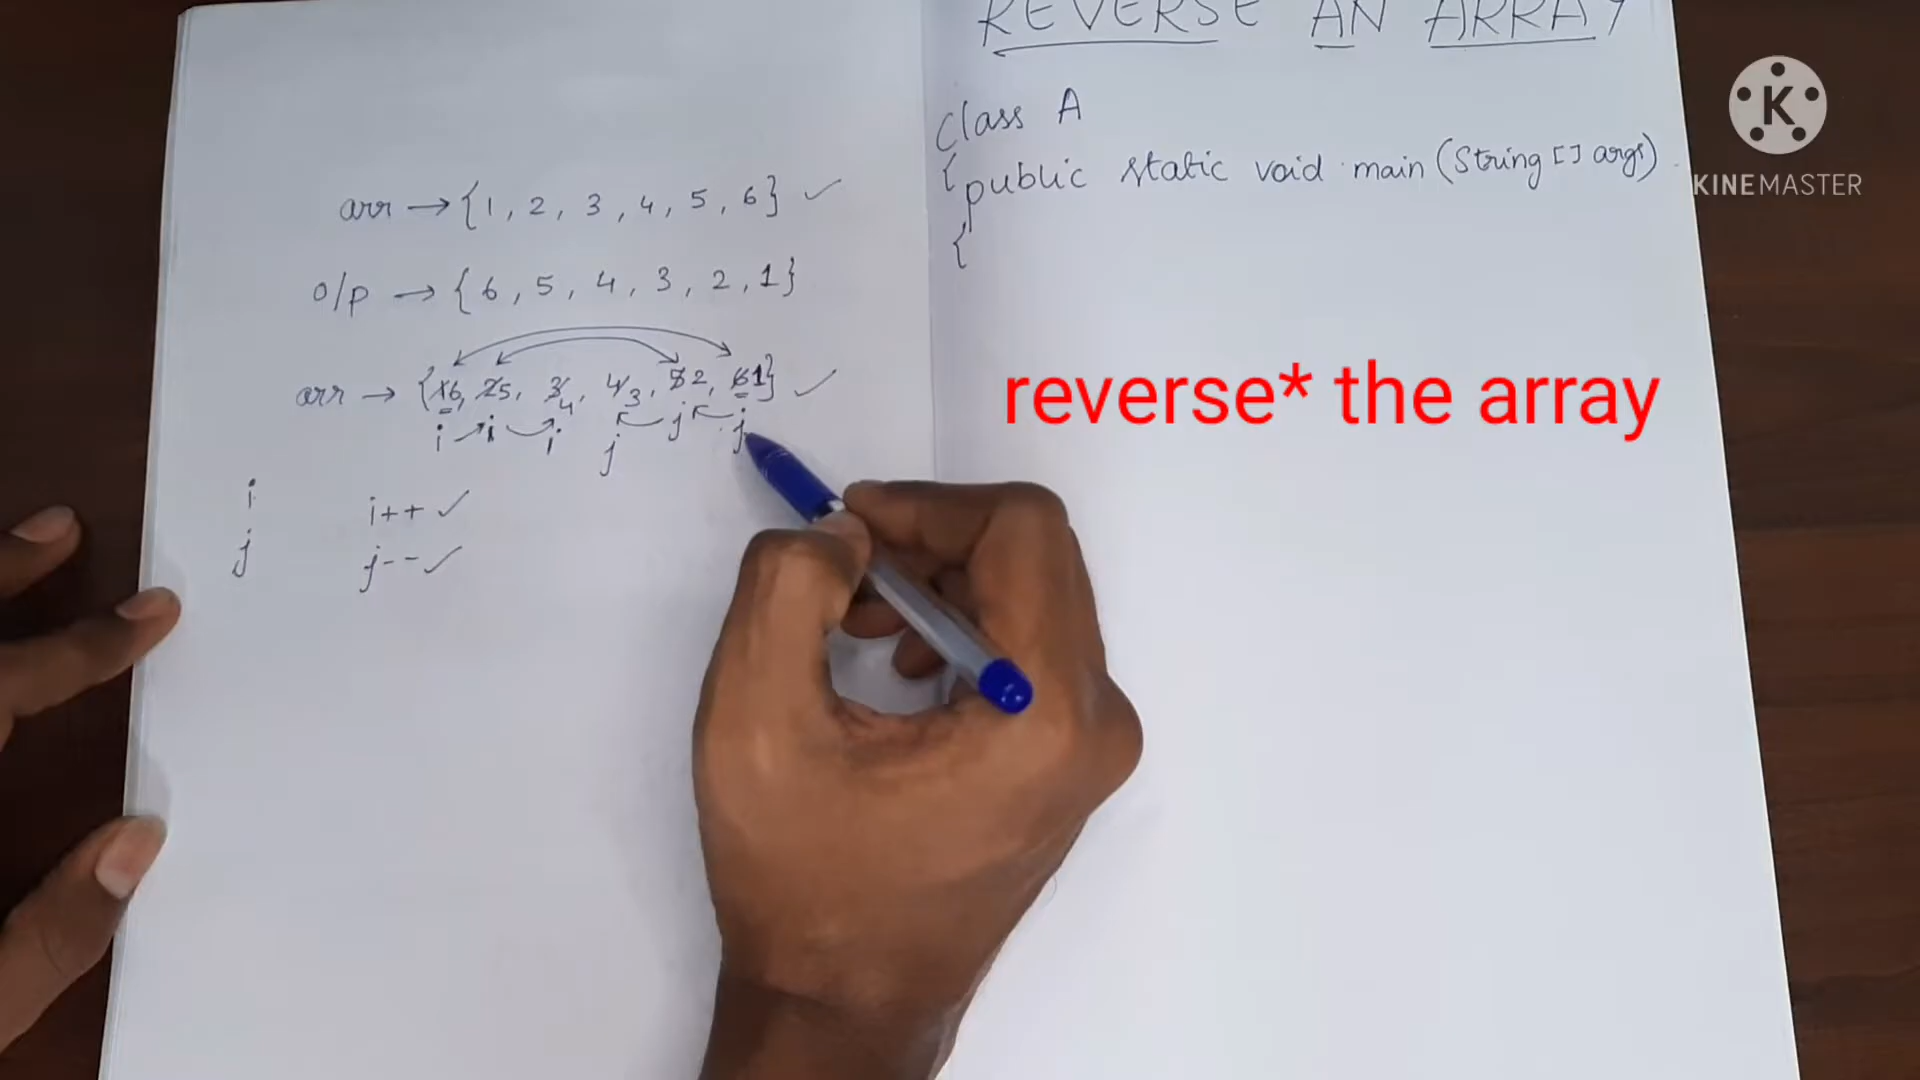 arr → {1, 2, 3, 4, 5, 6} ✓
o/p → {6, 5, 4, 3, 2, 1}
arr → {16, 25, 34, 43, 52, 61} ✓
i i i j j j
i i++ ✓
j j-- ✓
REVERSE AN ARRAY
Class A
{ public static void main (String [] args)
{
reverse* the array
K
KINEMASTER